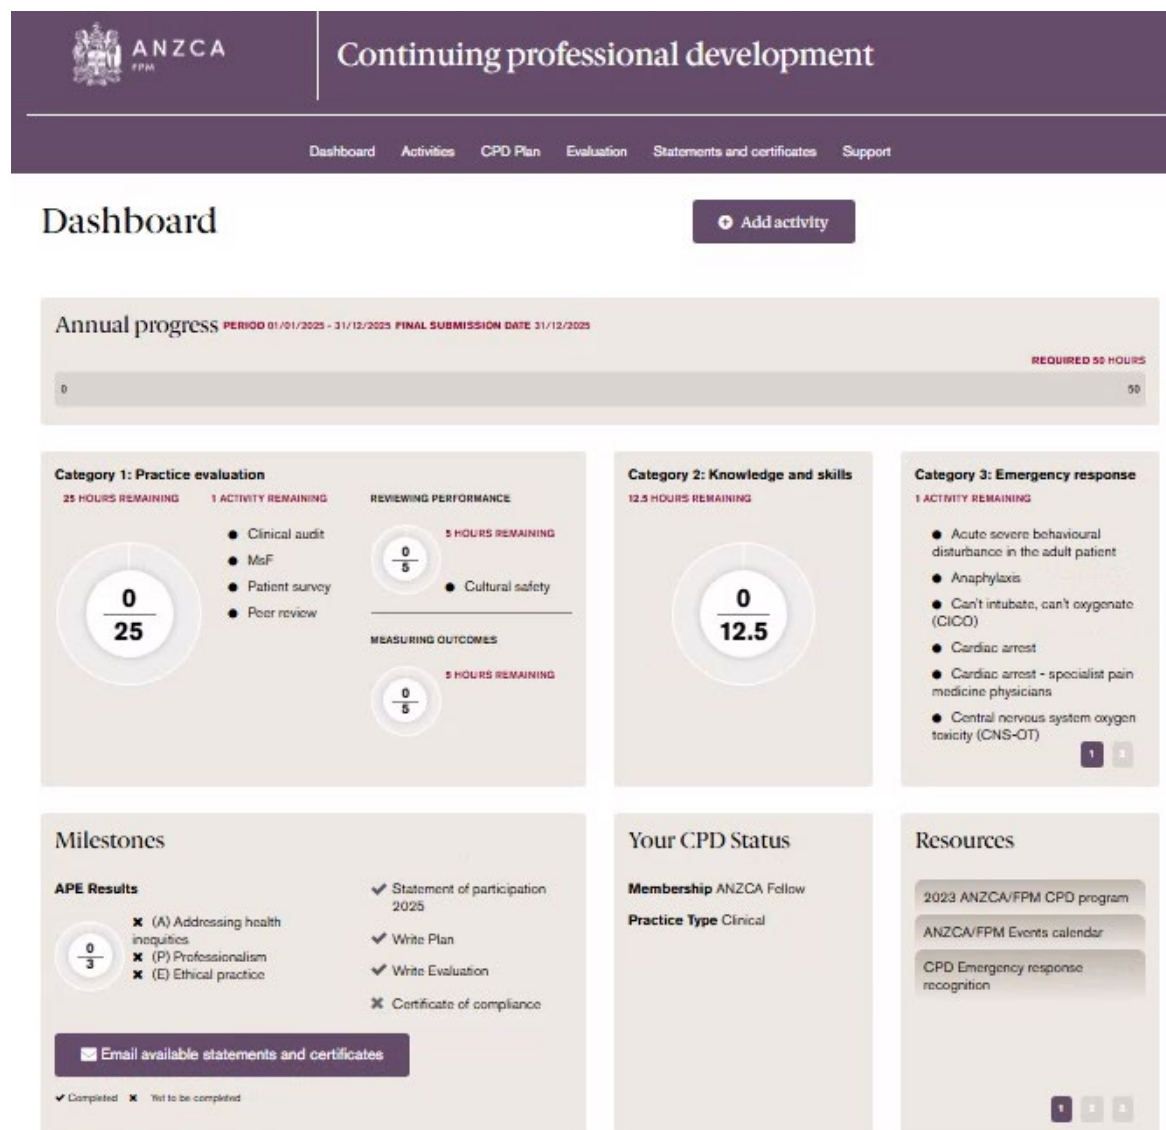 ANZCA
FPM
Continuing professional development
Dashboard Activities CPD Plan Evaluation Statements and certificates Support
Dashboard
Add activity
Annual progress PERIOD 01/01/2025 - 31/12/2025 FINAL SUBMISSION DATE 31/12/2025
REQUIRED 50 HOURS
0 50
Category 1: Practice evaluation
25 HOURS REMAINING
0
25
1 ACTIVITY REMAINING
Clinical audit
MsF
Patient survey
Peer review
REVIEWING PERFORMANCE
5 HOURS REMAINING
0
5
Cultural safety
MEASURING OUTCOMES
5 HOURS REMAINING
0
5
Category 2: Knowledge and skills
12.5 HOURS REMAINING
0
12.5
Category 3: Emergency response
1 ACTIVITY REMAINING
Acute severe behavioural
disturbance in the adult patient
Anaphylaxis
Can't intubate, can't oxygenate
(CICO)
Cardiac arrest
Cardiac arrest - specialist pain
medicine physicians
Central nervous system oxygen
toxicity (CNS-OT)
1
Milestones
APE Results
0
3
(A) Addressing health
inequities
(P) Professionalism
(E) Ethical practice
Statement of participation
2025
Write Plan
Write Evaluation
Certificate of compliance
Email available statements and certificates
Completed Yet to be completed
Your CPD Status
Membership ANZCA Fellow
Practice Type Clinical
Resources
2023 ANZCA/FPM CPD program
ANZCA/FPM Events calendar
CPD Emergency response
recognition
1